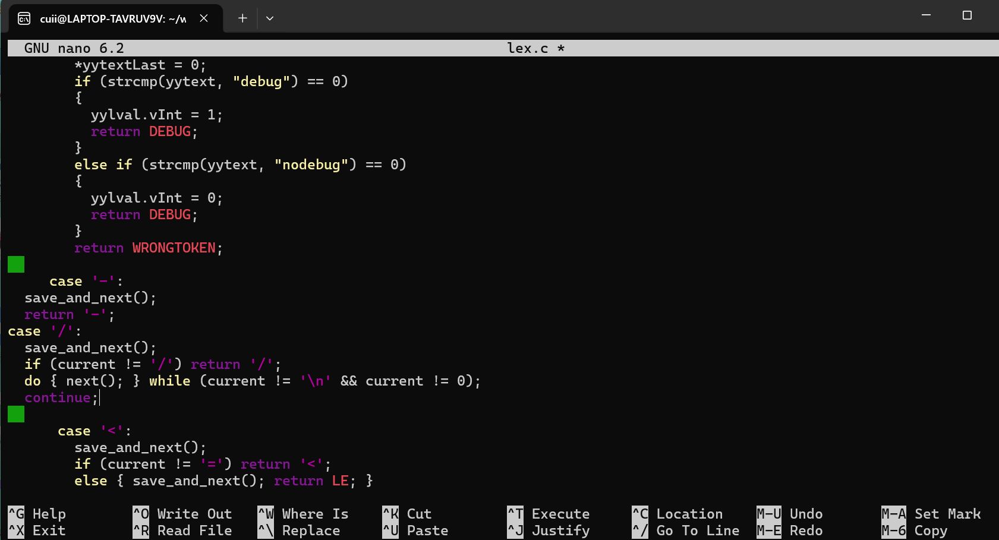 cuii@LAPTOP-TAVRUV9V: ~/w
GNU nano 6.2 lex.c *
*yytextLast = 0;
if (strcmp(yytext, "debug") == 0)
{
yylval.vInt = 1;
return DEBUG;
}
else if (strcmp(yytext, "nodebug") == 0)
{
yylval.vInt = 0;
return DEBUG;
}
return WRONGTOKEN;
case '-':
save_and_next();
return '-';
case '/':
save_and_next();
if (current != '/') return '/';
do { next(); } while (current != '\n' && current != 0);
continue;
case '<':
save_and_next();
if (current != '=') return '<';
else { save_and_next(); return LE; }
^G Help ^O Write Out ^W Where Is ^K Cut ^T Execute ^C Location M-U Undo M-A Set Mark
^X Exit ^R Read File ^\ Replace ^U Paste ^J Justify ^/ Go To Line M-E Redo M-6 Copy